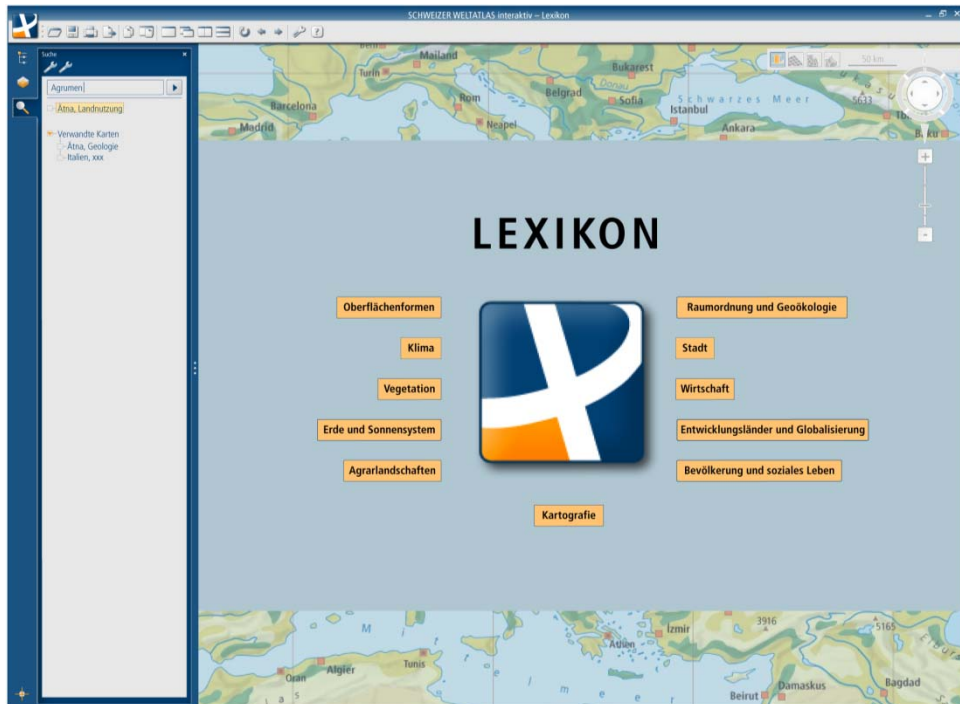 SCHWEIZER WELTATLAS interaktiv – Lexikon
Suche
Agrumen
Ätna, Landnutzung
Verwandte Karten
Ätna, Geologie
Italien, xxx
50 km
Mailand
Turin
Bukarest
Donau
Belgrad
Sofia
Schwarzes Meer
5633
Istanbul
Barcelona
Rom
Madrid
Neapel
Ankara
LEXIKON
Oberflächenformen
Raumordnung und Geoökologie
Klima
Stadt
Vegetation
Wirtschaft
Erde und Sonnensystem
Entwicklungsländer und Globalisierung
Agrarlandschaften
Bevölkerung und soziales Leben
Kartografie
M i t
Izmir
3916
5165
Athen
Algier
Tunis
Oran
l m e e r
Beirut
Damaskus
Bagdad